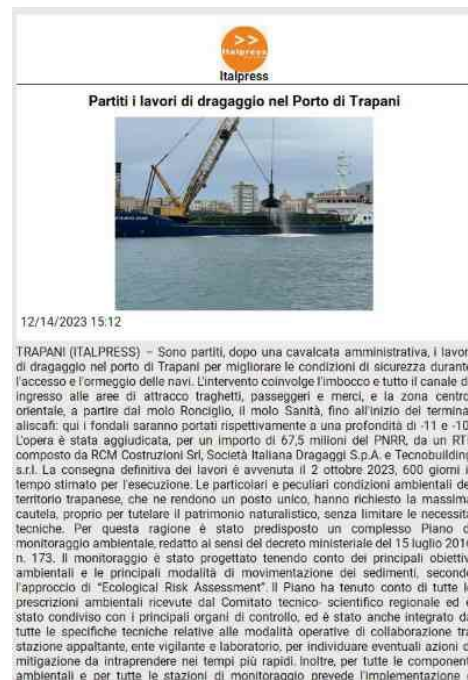 >>
Italpress
Italpress
Partiti i lavori di dragaggio nel Porto di Trapani
12/14/2023 15:12
TRAPANI (ITALPRESS) – Sono partiti, dopo una cavalcata amministrativa, i lavor
di dragaggio nel porto di Trapani per migliorare le condizioni di sicurezza durante
l'accesso e l'ormeggio delle navi. L'intervento coinvolge l'imbocco e tutto il canale d
ingresso alle aree di attracco traghetti, passeggeri e merci, e la zona centro
orientale, a partire dal molo Ronciglio, il molo Sanità, fino all'inizio del termina
aliscafi: qui i fondali saranno portati rispettivamente a una profondità di -11 e -10
L'opera è stata aggiudicata, per un importo di 67,5 milioni del PNRR, da un RT
composto da RCM Costruzioni Srl, Società Italiana Dragaggi S.p.A. e Tecnobuilding
s.r.l. La consegna definitiva dei lavori è avvenuta il 2 ottobre 2023, 600 giorni i
tempo stimato per l'esecuzione. Le particolari e peculiari condizioni ambientali de
territorio trapanese, che ne rendono un posto unico, hanno richiesto la massima
cautela, proprio per tutelare il patrimonio naturalistico, senza limitare le necessità
tecniche. Per questa ragione è stato predisposto un complesso Piano d
monitoraggio ambientale, redatto ai sensi del decreto ministeriale del 15 luglio 2016
n. 173. Il monitoraggio è stato progettato tenendo conto dei principali obiettiv
ambientali e le principali modalità di movimentazione dei sedimenti, secondo
l'approccio di "Ecological Risk Assessment". Il Piano ha tenuto conto di tutte le
prescrizioni ambientali ricevute dal Comitato tecnico- scientifico regionale ed è
stato condiviso con i principali organi di controllo, ed è stato anche integrato da
tutte le specifiche tecniche relative alle modalità operative di collaborazione tra
stazione appaltante, ente vigilante e laboratorio, per individuare eventuali azioni d
mitigazione da intraprendere nei tempi più rapidi. Inoltre, per tutte le component
ambientali e per tutte le stazioni di monitoraggio prevede l'implementazione d